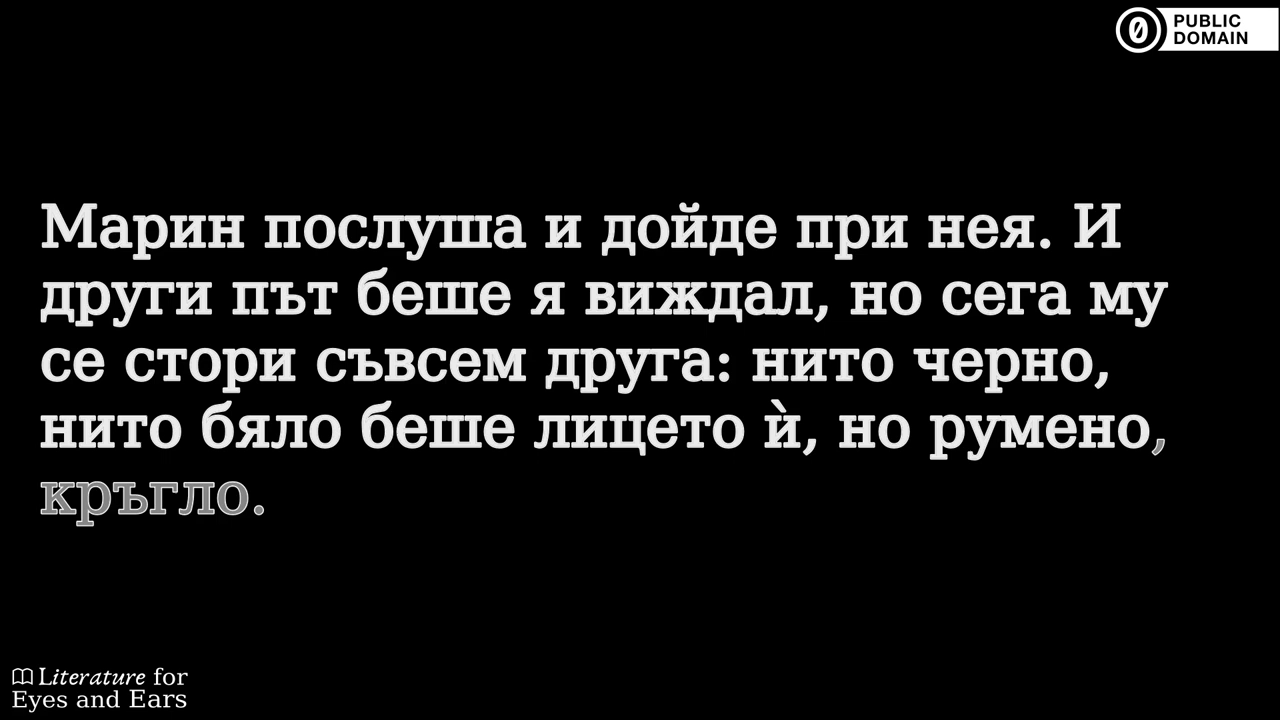 PUBLIC
DOMAIN
Марин послуша и дойде при нея. И
други път беше я виждал, но сега му
се стори съвсем друга: нито черно,
нито бяло беше лицето ѝ, но румено,
кръгло.
Literature for
Eyes and Ears